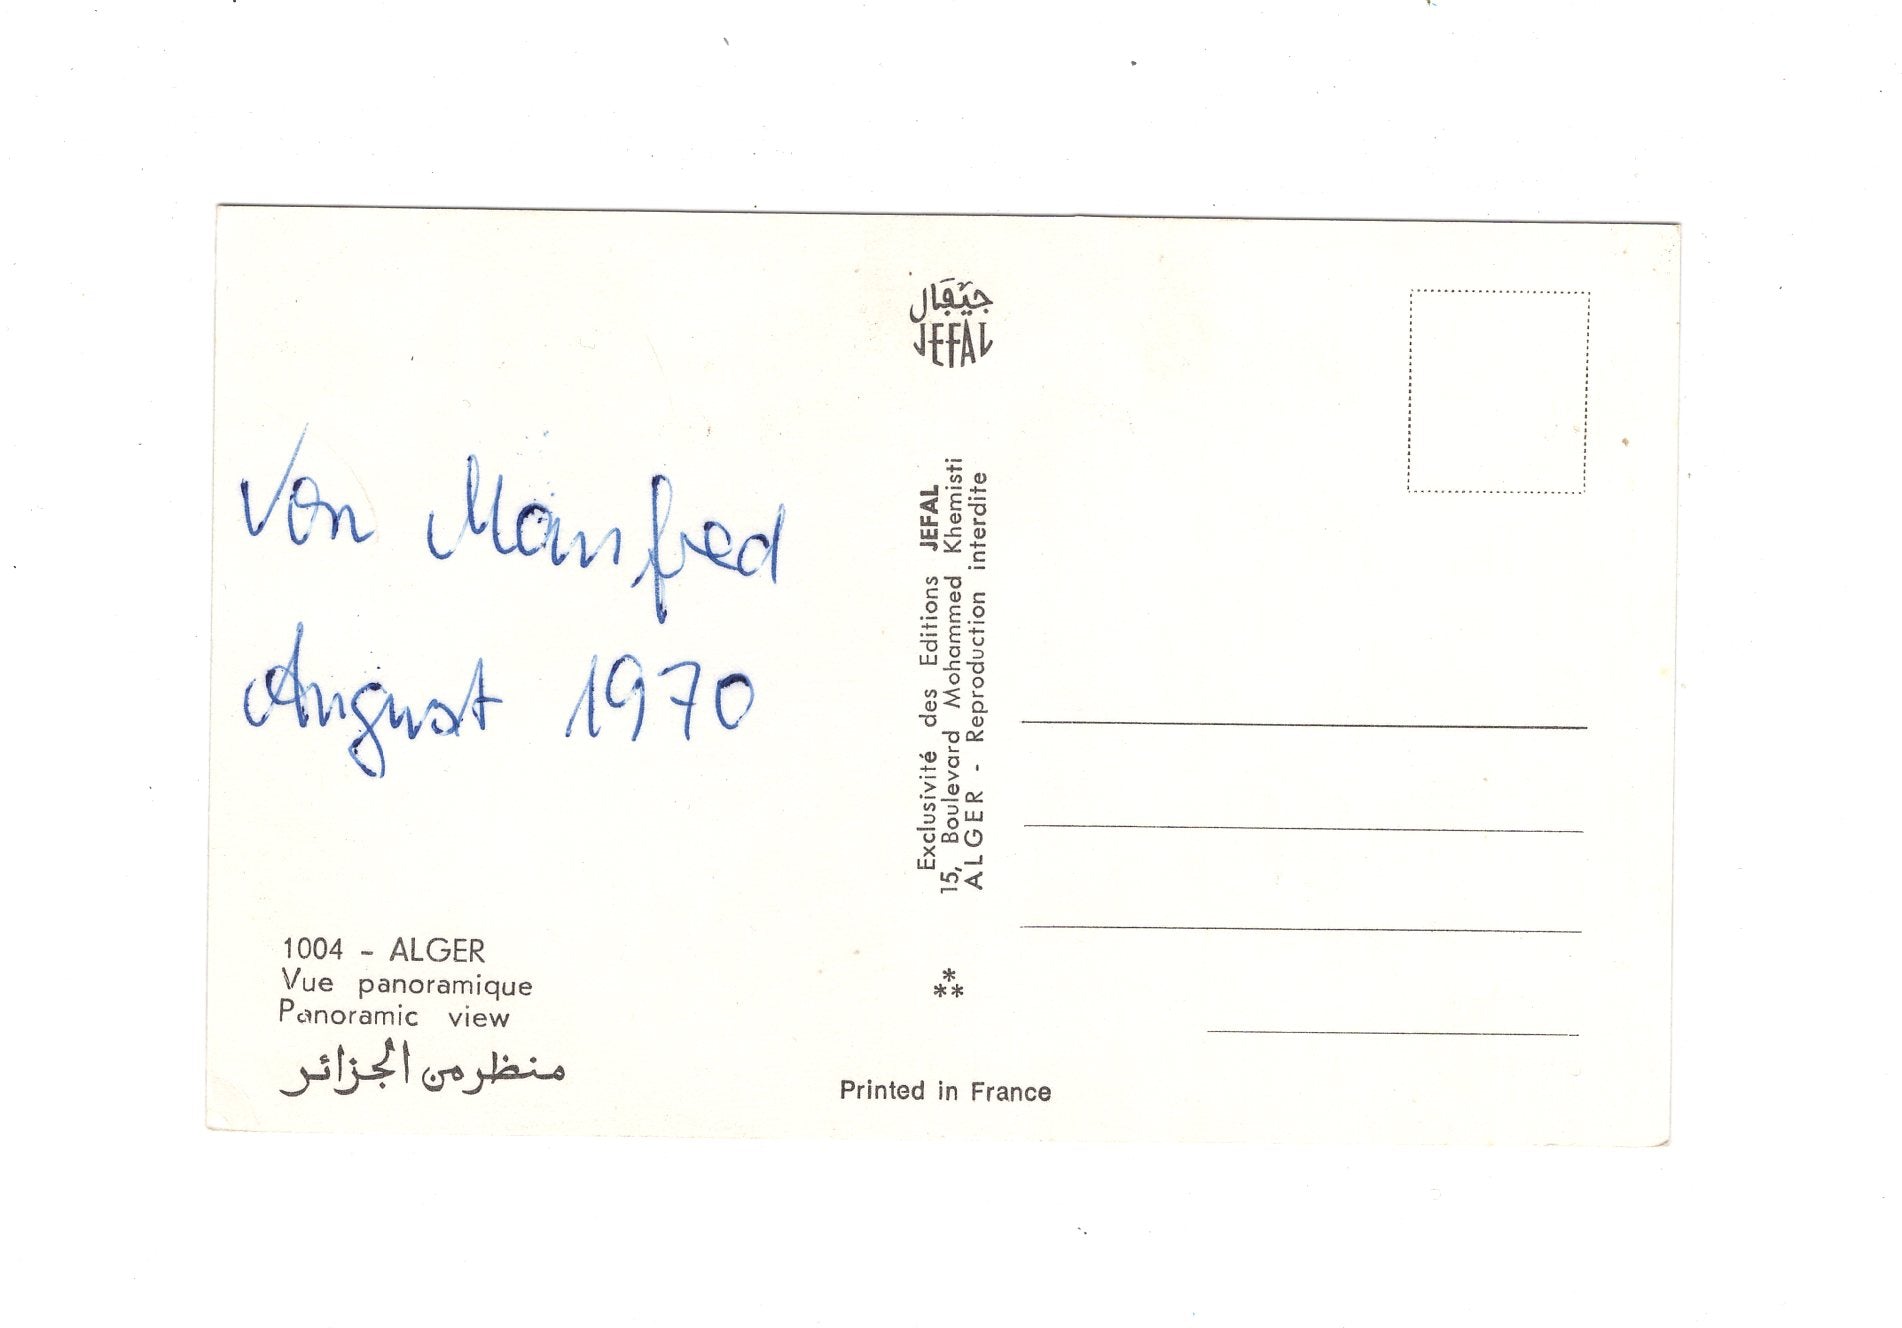 جيفال
JEFAL
Von Manfred
August 1970
Exclusivité des Editions JEFAL
15, Boulevard Mohammed Khemisti
ALGER - Reproduction interdite
1004 - ALGER
Vue panoramique
Panoramic view
منظر من الجزائر
***
Printed in France